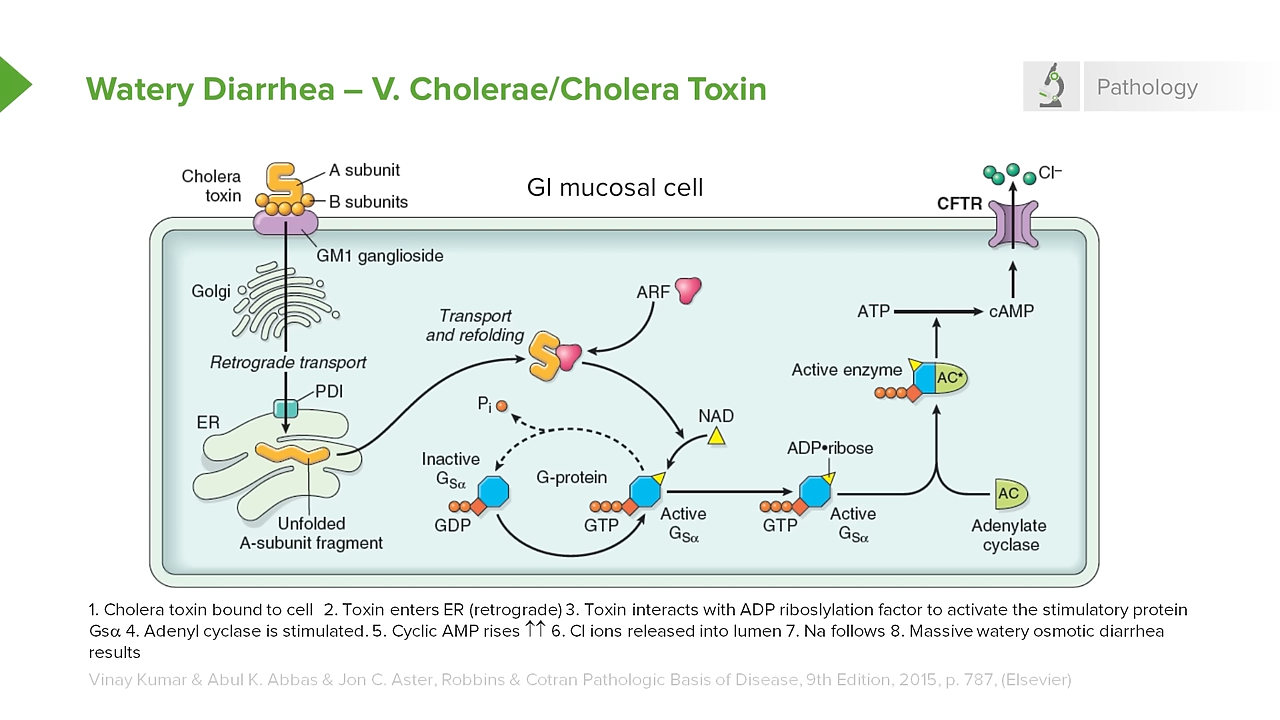 Watery Diarrhea – V. Cholerae/Cholera Toxin
Pathology
Cholera
toxin
A subunit
B subunits
GI mucosal cell
Cl–
CFTR
GM1 ganglioside
Golgi
ARF
Transport
and refolding
ATP
cAMP
Retrograde transport
Active enzyme
AC*
PDI
Pi
NAD
ER
ADP•ribose
Inactive
GSα
G-protein
AC
GDP
GTP
Active
GSα
GTP
Active
GSα
Adenylate
cyclase
Unfolded
A-subunit fragment
1. Cholera toxin bound to cell 2. Toxin enters ER (retrograde) 3. Toxin interacts with ADP riboslylation factor to activate the stimulatory protein
Gsα 4. Adenyl cyclase is stimulated. 5. Cyclic AMP rises ↑↑ 6. Cl ions released into lumen 7. Na follows 8. Massive watery osmotic diarrhea
results
Vinay Kumar & Abul K. Abbas & Jon C. Aster, Robbins & Cotran Pathologic Basis of Disease, 9th Edition, 2015, p. 787, (Elsevier)